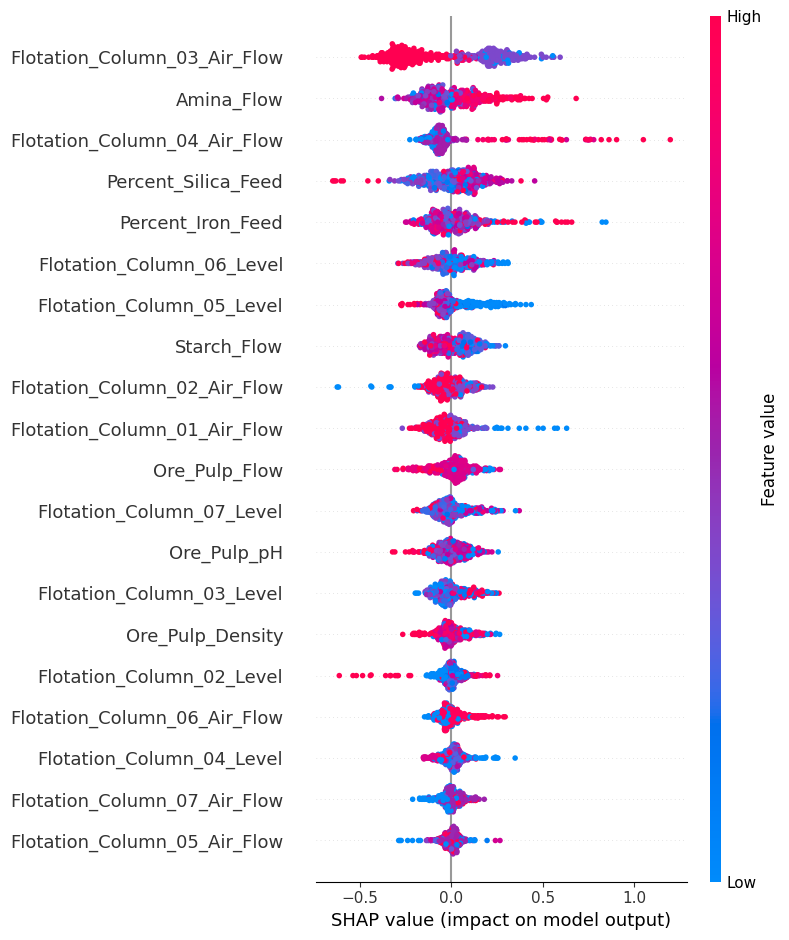 High
Flotation_Column_03_Air_Flow
Amina_Flow
Flotation_Column_04_Air_Flow
Percent_Silica_Feed
Percent_Iron_Feed
Flotation_Column_06_Level
Flotation_Column_05_Level
Starch_Flow
Flotation_Column_02_Air_Flow
Flotation_Column_01_Air_Flow
Ore_Pulp_Flow
Flotation_Column_07_Level
Ore_Pulp_pH
Flotation_Column_03_Level
Ore_Pulp_Density
Flotation_Column_02_Level
Flotation_Column_06_Air_Flow
Flotation_Column_04_Level
Flotation_Column_07_Air_Flow
Flotation_Column_05_Air_Flow
Feature value
Low
−0.5 0.0 0.5 1.0
SHAP value (impact on model output)